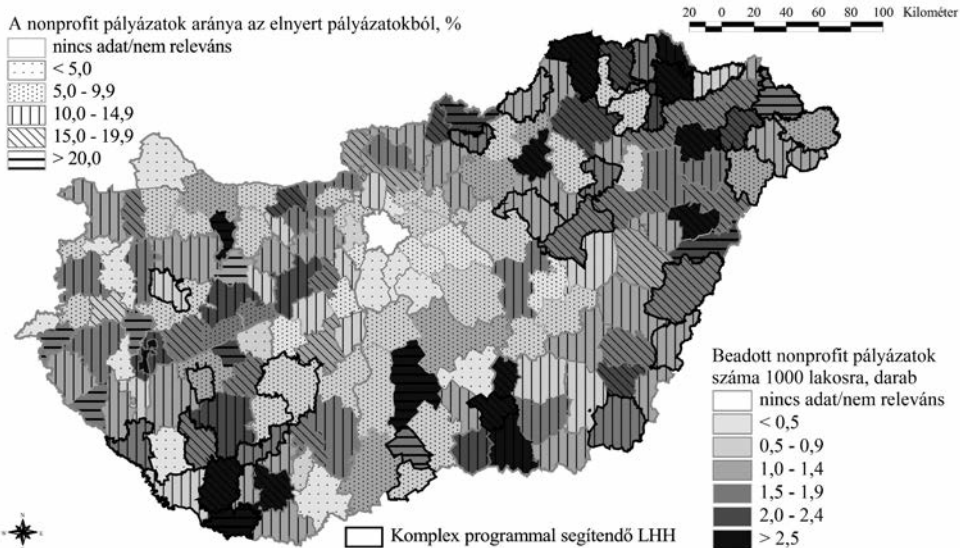 A nonprofit pályázatok aránya az elnyert pályázatokból, %
nincs adat/nem releváns
< 5,0
5,0 - 9,9
10,0 - 14,9
15,0 - 19,9
> 20,0
20 0 20 40 60 80 100 Kilométer
Beadott nonprofit pályázatok
száma 1000 lakosra, darab
nincs adat/nem releváns
< 0,5
0,5 - 0,9
1,0 - 1,4
1,5 - 1,9
2,0 - 2,4
> 2,5
Komplex programmal segítendő LHH